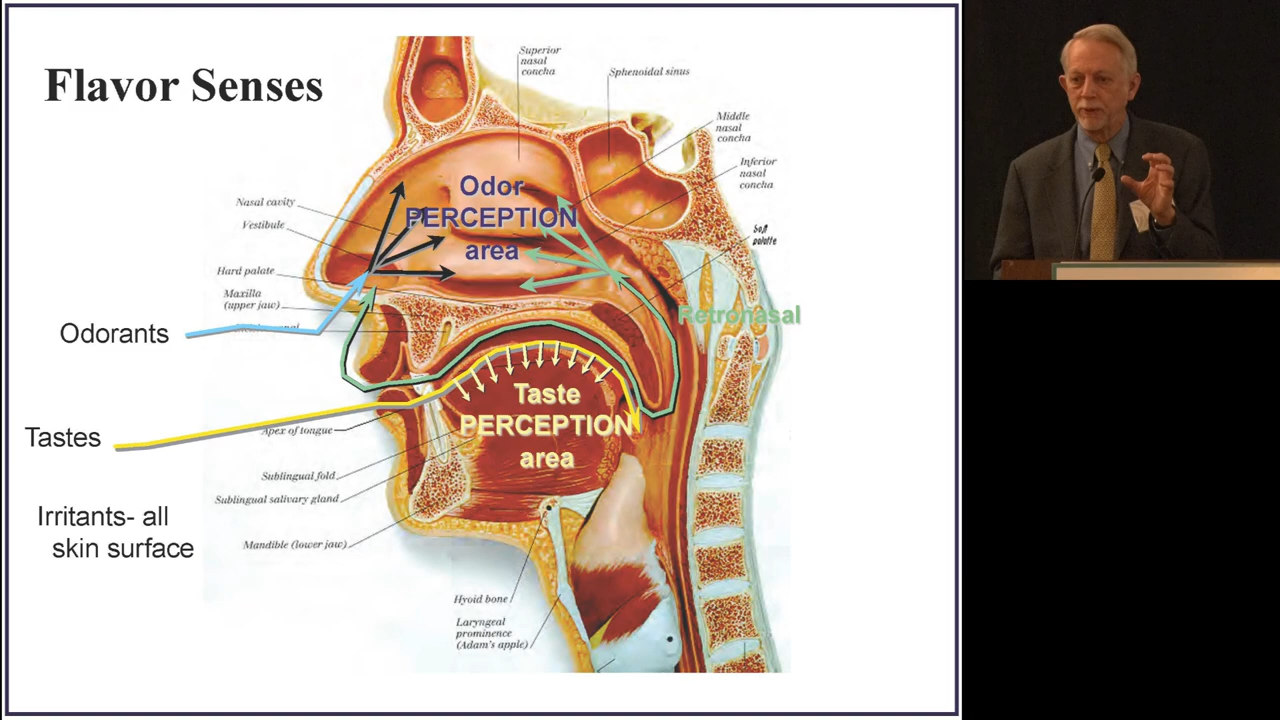 Flavor Senses
Superior
nasal
concha
Sphenoidal sinus
Middle
nasal
concha
Inferior
nasal
concha
Nasal cavity
Vestibule
Odor
PERCEPTION
area
Soft
palatte
Hard palate
Maxilla
(upper jaw)
Retronasal
Odorants
Taste
PERCEPTION
area
Tastes
Apex of tongue
Sublingual fold
Sublingual salivary gland
Irritants- all
skin surface
Mandible (lower jaw)
Hyoid bone
Laryngeal
prominence
(Adam's apple)